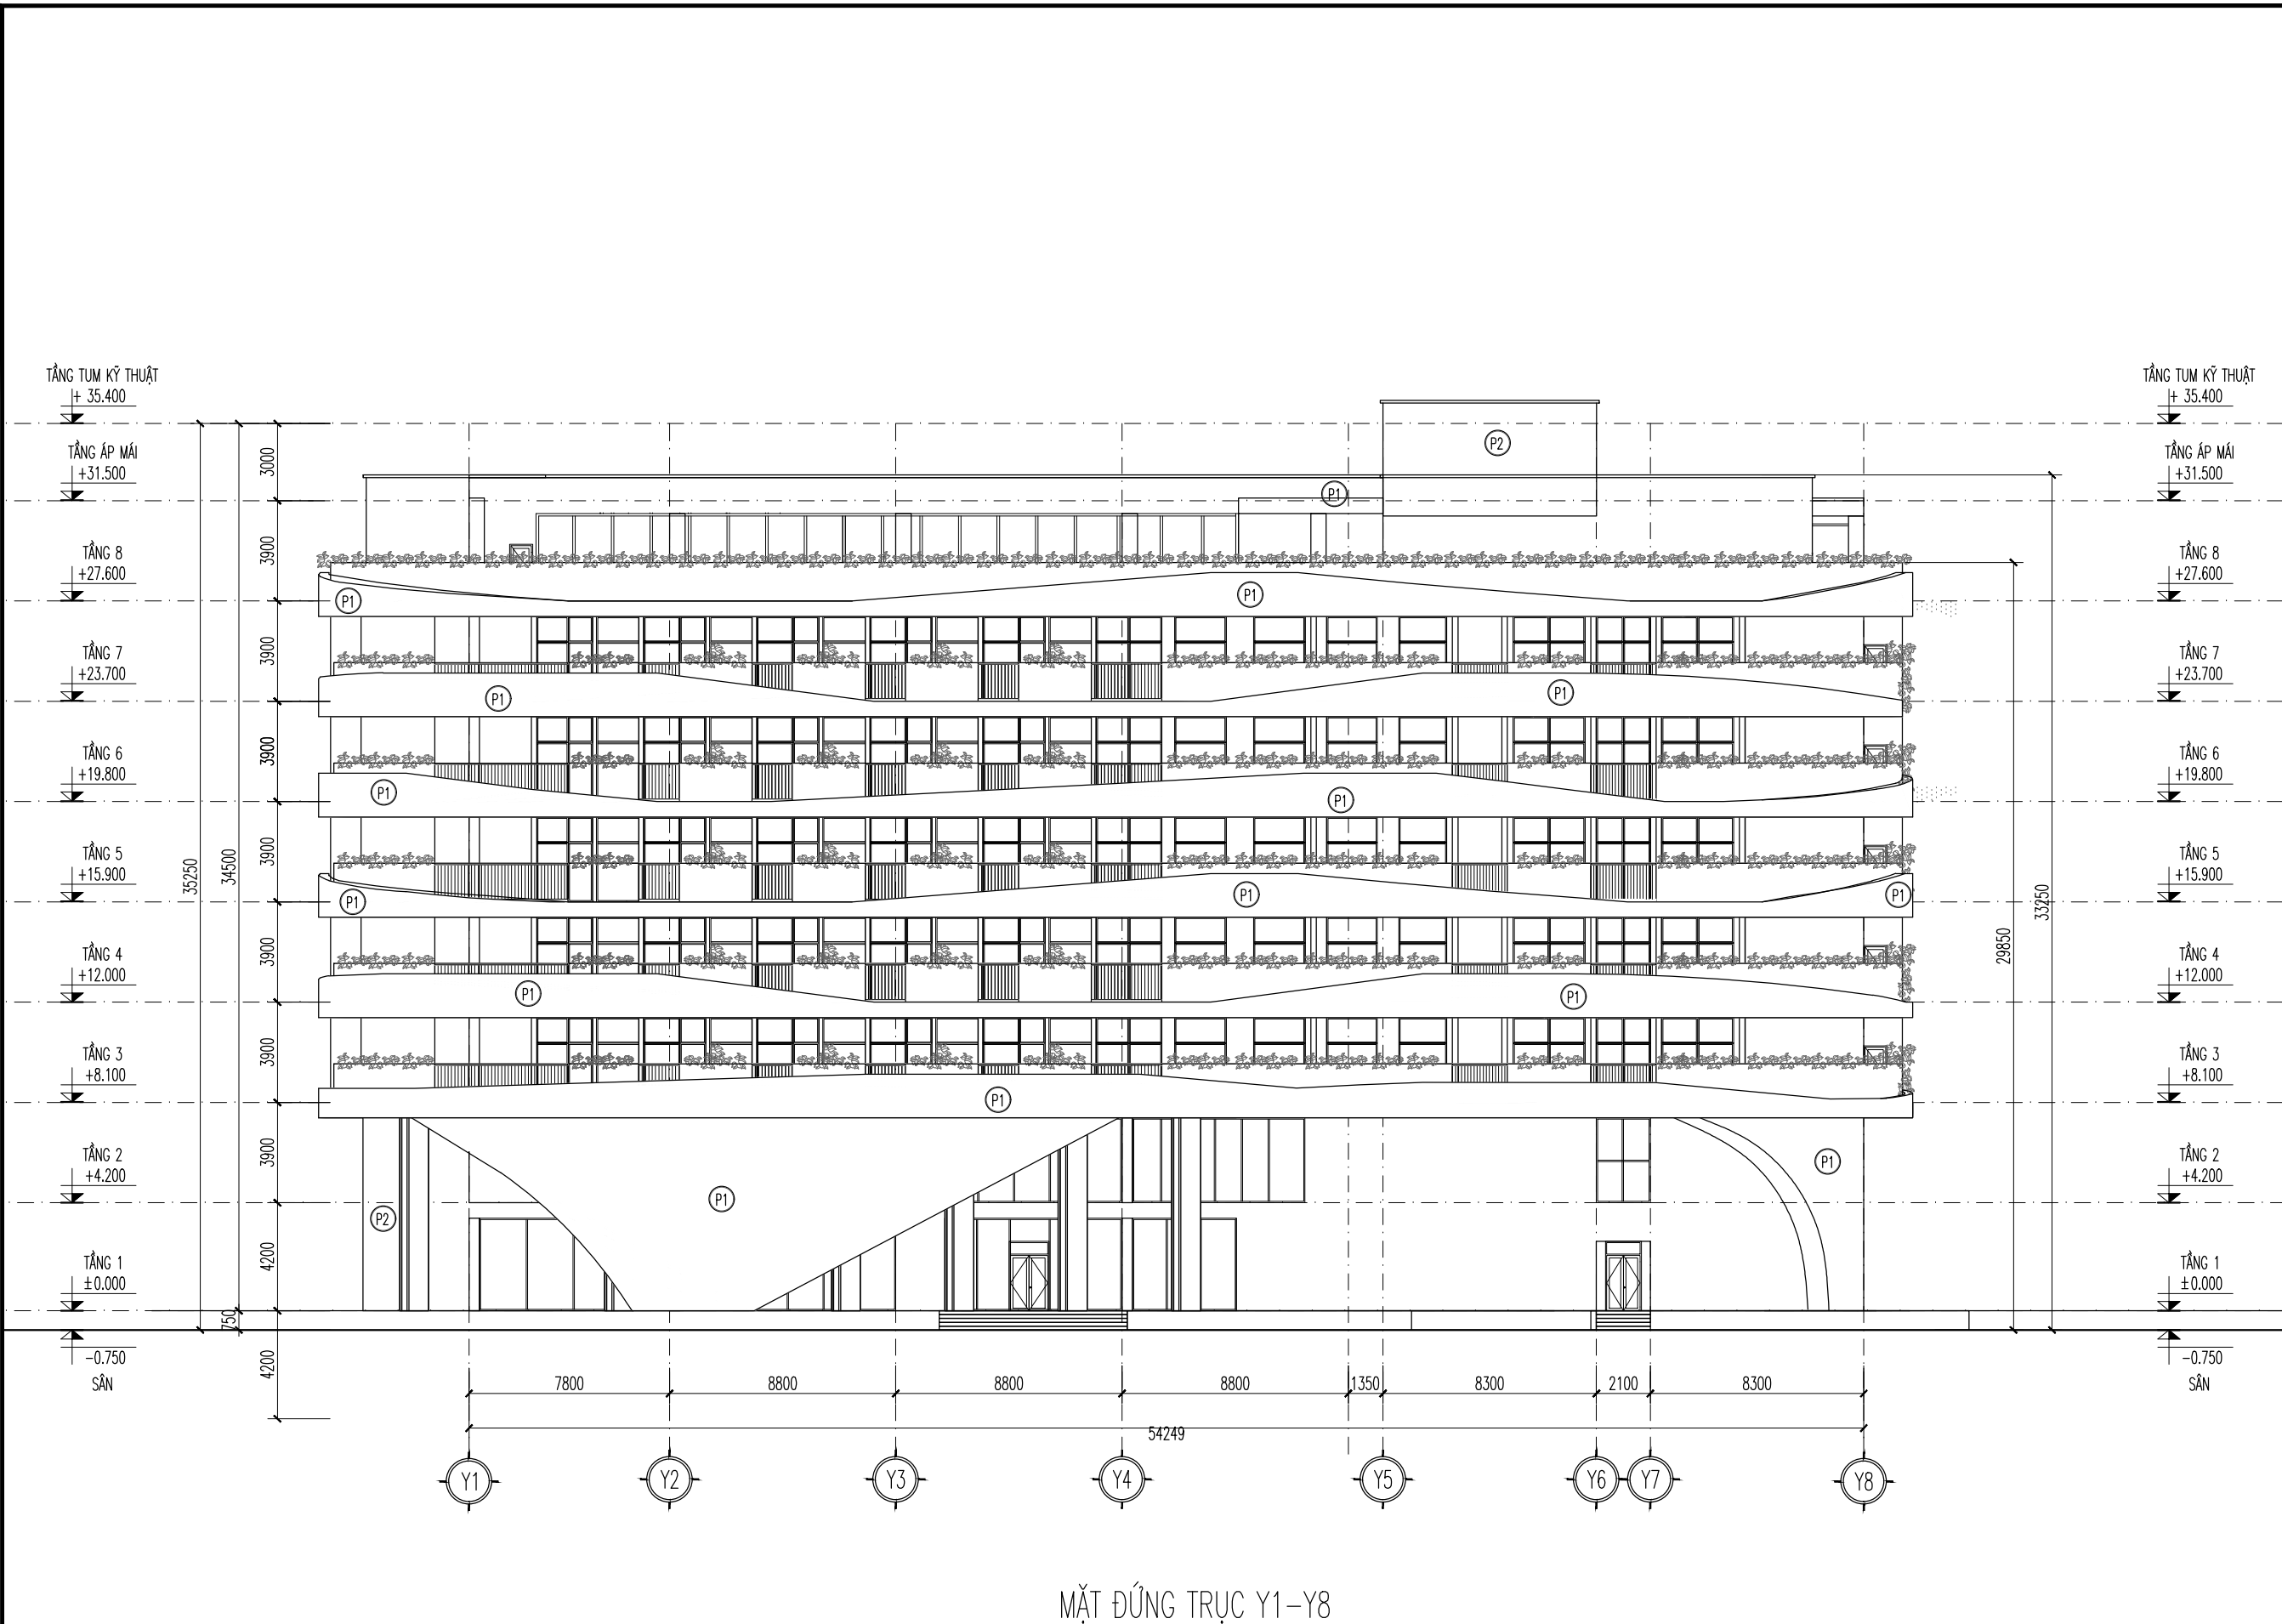 TẦNG TUM KỸ THUẬT
+ 35.400
TẦNG TUM KỸ THUẬT
+ 35.400
P2
TẦNG ÁP MÁI
+31.500
3000
P1
TẦNG ÁP MÁI
+31.500
TẦNG 8
+27.600
3900
TẦNG 8
+27.600
P1
P1
TẦNG 7
+23.700
3900
TẦNG 7
+23.700
P1
P1
TẦNG 6
+19.800
3900
TẦNG 6
+19.800
P1
P1
TẦNG 5
+15.900
35250
34500
3900
TẦNG 5
+15.900
P1
P1
P1
33250
TẦNG 4
+12.000
3900
29850
TẦNG 4
+12.000
P1
P1
TẦNG 3
+8.100
3900
TẦNG 3
+8.100
P1
TẦNG 2
+4.200
3900
P1
TẦNG 2
+4.200
P1
P2
TẦNG 1
±0.000
4200
TẦNG 1
±0.000
750
-0.750
SÂN
4200
-0.750
SÂN
7800 8800 8800 8800 1350 8300 2100 8300
54249
Y1 Y2 Y3 Y4 Y5 Y6 Y7 Y8
MẶT ĐỨNG TRỤC Y1-Y8